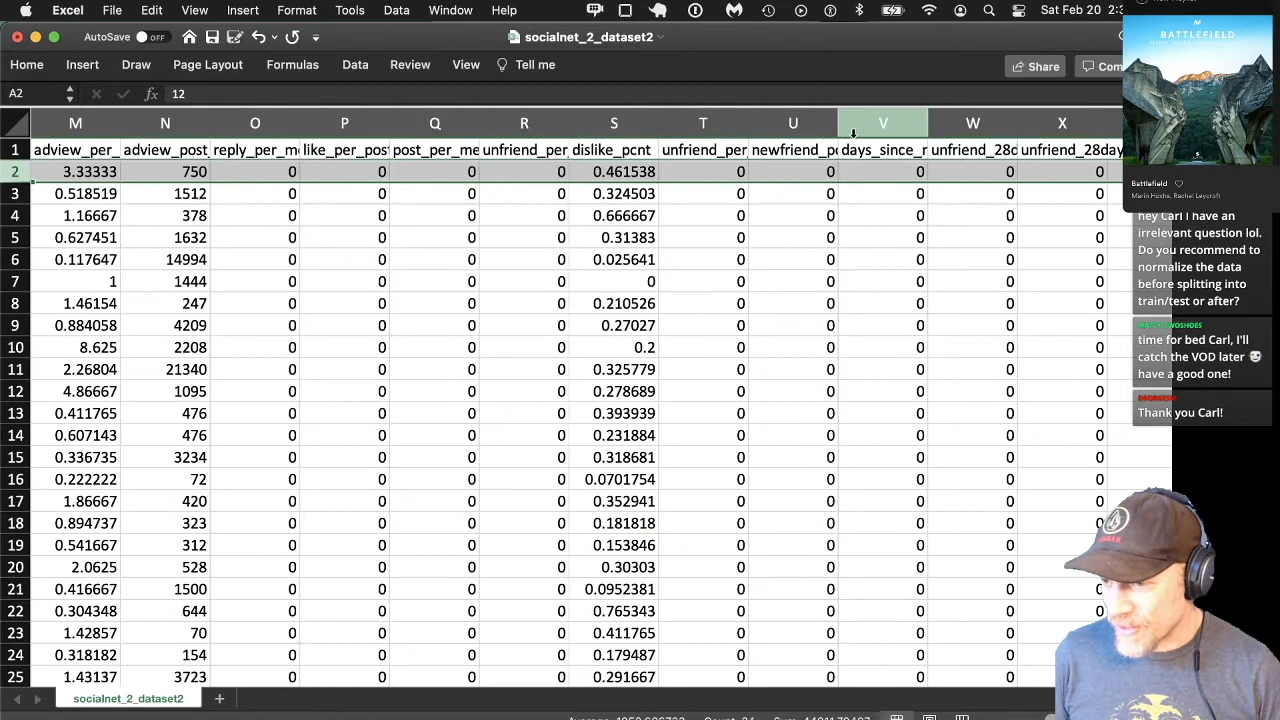 Excel File Edit View Insert Format Tools Data Window Help Sat Feb 20
AutoSave OFF socialnet_2_dataset2
Home Insert Draw Page Layout Formulas Data Review View Tell me Share
A2 fx 12
M N O P Q R S T U V W X
1 adview_per_ adview_post_ reply_per_m like_per_pos post_per_me unfriend_per_ dislike_pcnt unfriend_per_ newfriend_p days_since_ unfriend_28d unfriend_28day
2 3.33333 750 0 0 0 0 0.461538 0 0 0 0 0
3 0.518519 1512 0 0 0 0 0.324503 0 0 0 0 0
4 1.16667 378 0 0 0 0 0.666667 0 0 0 0 0
5 0.627451 1632 0 0 0 0 0.31383 0 0 0 0 0
6 0.117647 14994 0 0 0 0 0.025641 0 0 0 0 0
7 1 1444 0 0 0 0 0 0 0 0 0 0
8 1.46154 247 0 0 0 0 0.210526 0 0 0 0 0
9 0.884058 4209 0 0 0 0 0.27027 0 0 0 0 0
10 8.625 2208 0 0 0 0 0.2 0 0 0 0 0
11 2.26804 21340 0 0 0 0 0.325779 0 0 0 0 0
12 4.86667 1095 0 0 0 0 0.278689 0 0 0 0 0
13 0.411765 476 0 0 0 0 0.393939 0 0 0 0 0
14 0.607143 476 0 0 0 0 0.231884 0 0 0 0 0
15 0.336735 3234 0 0 0 0 0.318681 0 0 0 0 0
16 0.222222 72 0 0 0 0 0.0701754 0 0 0 0 0
17 1.86667 420 0 0 0 0 0.352941 0 0 0 0 0
18 0.894737 323 0 0 0 0 0.181818 0 0 0 0 0
19 0.541667 312 0 0 0 0 0.153846 0 0 0 0 0
20 2.0625 528 0 0 0 0 0.30303 0 0 0 0 0
21 0.416667 1500 0 0 0 0 0.0952381 0 0 0 0 0
22 0.304348 644 0 0 0 0 0.765343 0 0 0 0 0
23 1.42857 70 0 0 0 0 0.411765 0 0 0 0 0
24 0.318182 154 0 0 0 0 0.179487 0 0 0 0
25 1.43137 3723 0 0 0 0 0.291667 0 0 0 0
socialnet_2_dataset2
BATTLEFIELD
Battlefield
Marin Hoxha, Rachel Leycroft
hey Carl I have an
irrelevant question lol.
Do you recommend to
normalize the data
before splitting into
train/test or after?
time for bed Carl, I'll
catch the VOD later
have a good one!
Thank you Carl!